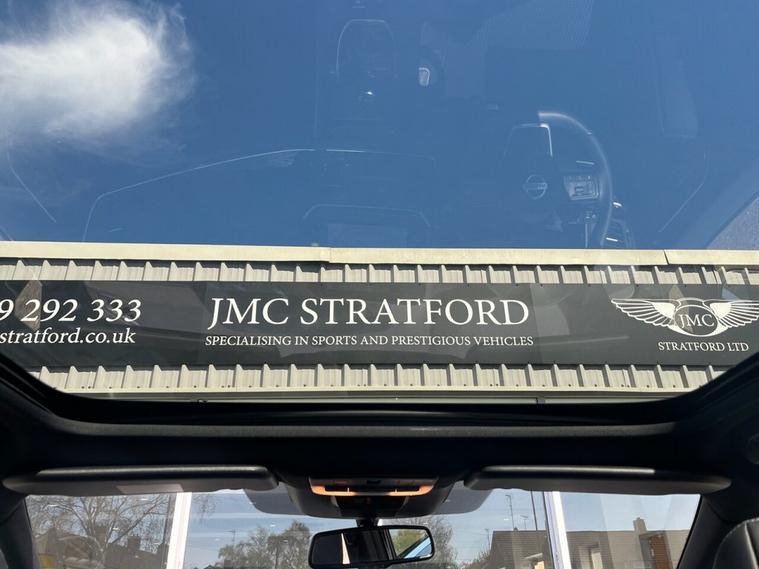 9 292 333
stratford.co.uk
JMC STRATFORD
SPECIALISING IN SPORTS AND PRESTIGIOUS VEHICLES
JMC
STRATFORD LTD